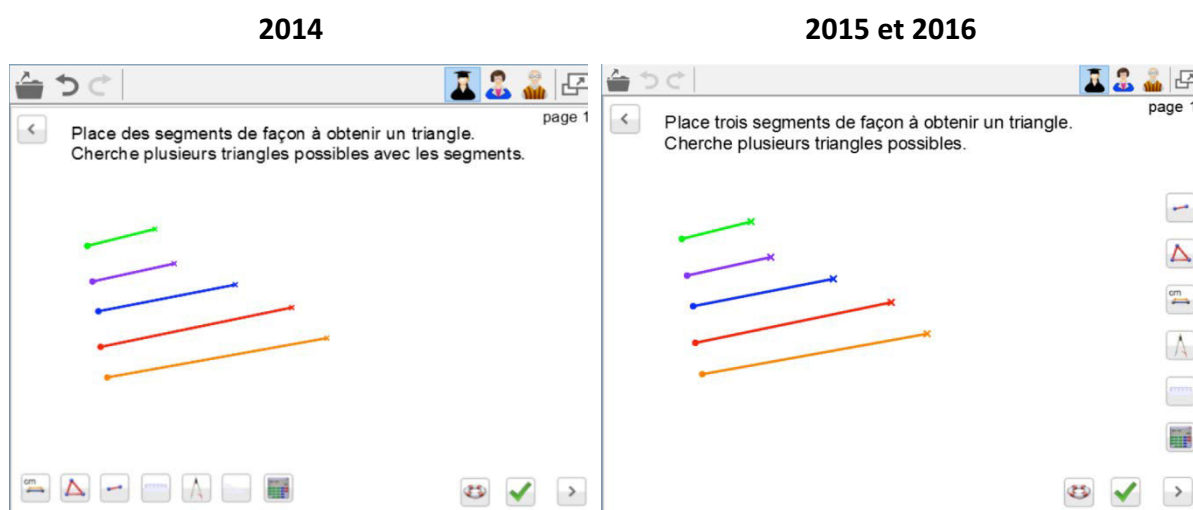 2014
2015 et 2016
page 1
Place des segments de façon à obtenir un triangle.
Cherche plusieurs triangles possibles avec les segments.
cm
page 1
Place trois segments de façon à obtenir un triangle.
Cherche plusieurs triangles possibles.
cm